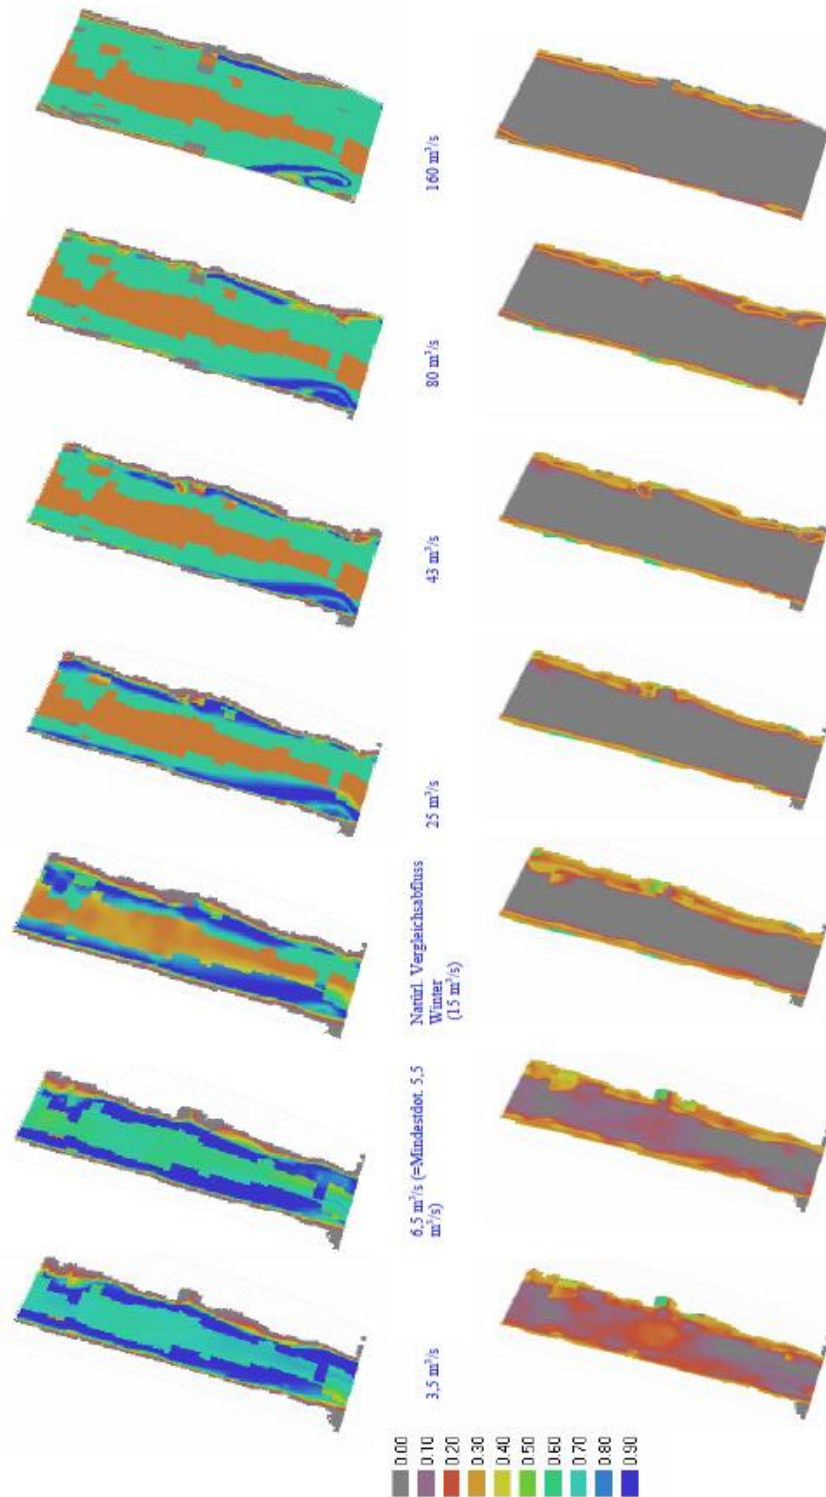 160 m³/s
80 m³/s
43 m³/s
25 m³/s
Natürl. Vergleichsabfluss
Winter
(15 m³/s)
6,5 m³/s (=Mindestdot. 5,5
m³/s)
3,5 m³/s
0.00
0.10
0.20
0.30
0.40
0.50
0.60
0.70
0.80
0.90